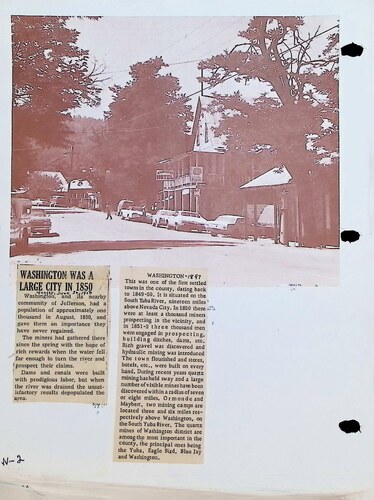 WASHINGTON WAS A
LARGE CITY IN 1850
Washington, and its nearby
community of Jefferson, had a
population of approximately one
thousand in August, 1850, and
gave them an importance they
have never regained.
The miners had gathered there
since the spring with the hope of
rich rewards when the water fell
far enough to turn the river and
prospect their claims.
Dams and canals were built
with prodigious labor, but when
the river was drained the unsat-
isfactory results depopulated the
area.
WASHINGTON-1897
This was one of the first settled
towns in the county, dating back
to 1849-50. It is situated on the
South Yuba River, nineteen miles
above Nevada City. In 1850 there
were at least a thousand miners
prospecting in the vicinity, and
in 1851-2 three thousand men
were engaged in prospecting,
building ditches, dams, etc.
Rich gravel was discovered and
hydraulic mining was introduced
The town flourished and stores,
hotels, etc., were built on every
hand. During recent years quartz
mining has held sway and a large
number of visible mines have been
discovered within a radius of seven
or eight miles. Ormonde and
Maybert, two mining camps are
located three and six miles res-
pectively above Washington, on
the South Yuba River. The quartz
mines of Washington district are
among the most important in the
county, the principal ones being
the Yuba, Eagle Bird, Blue Jay
and Washington.
W-2